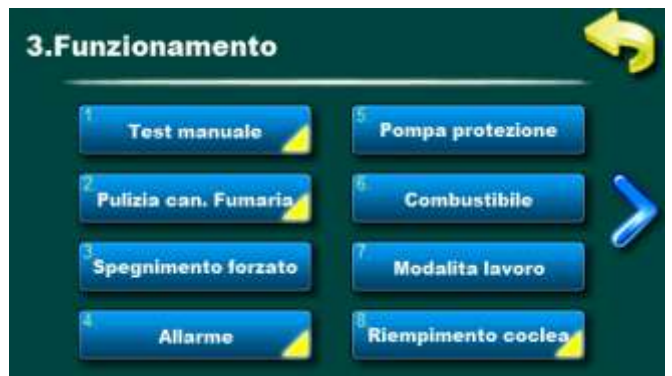 3.Funzionamento
1 Test manuale
5 Pompa protezione
2 Pulizia can. Fumaria
6 Combustibile
3 Spegnimento forzato
7 Modalita lavoro
4 Allarme
8 Riempimento coclea